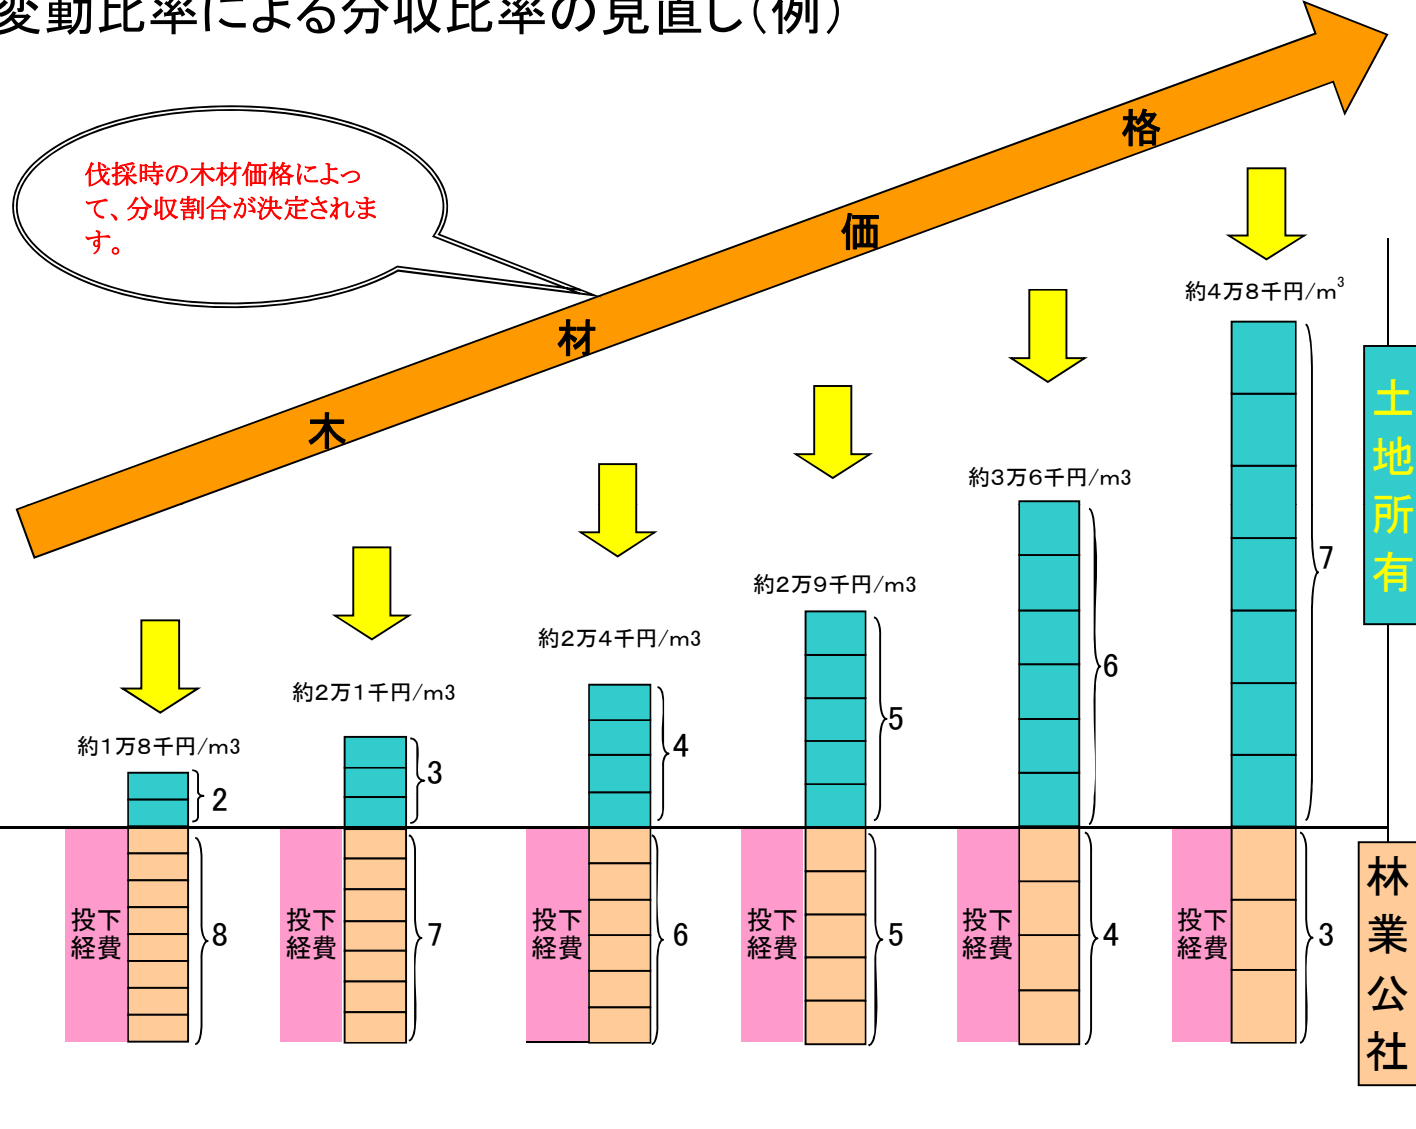 変動比率による分収比率の見直し（例）
伐採時の木材価格によっ
て、分収割合が決定されま
す。
木材価格
約4万8千円/m³
約3万6千円/m3
約2万9千円/m3
約2万4千円/m3
約2万1千円/m3
約1万8千円/m3
2
3
4
5
6
7
土地所有
投下
経費
8
投下
経費
7
投下
経費
6
投下
経費
5
投下
経費
4
投下
経費
3
林業公社